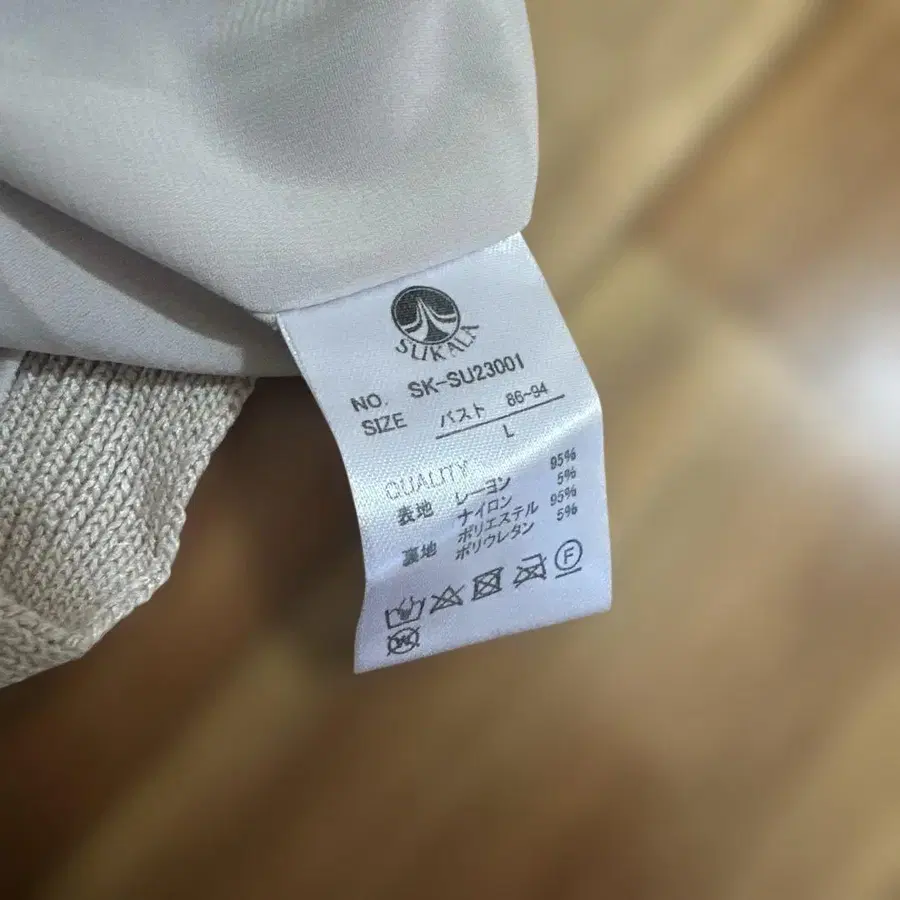 SUKALA
NO. SK-SU23001
SIZE バスト 86-94
L
QUALITY
表地 レーヨン 95%
ナイロン 5%
裏地 ポリエステル 95%
ポリウレタン 5%
F
W